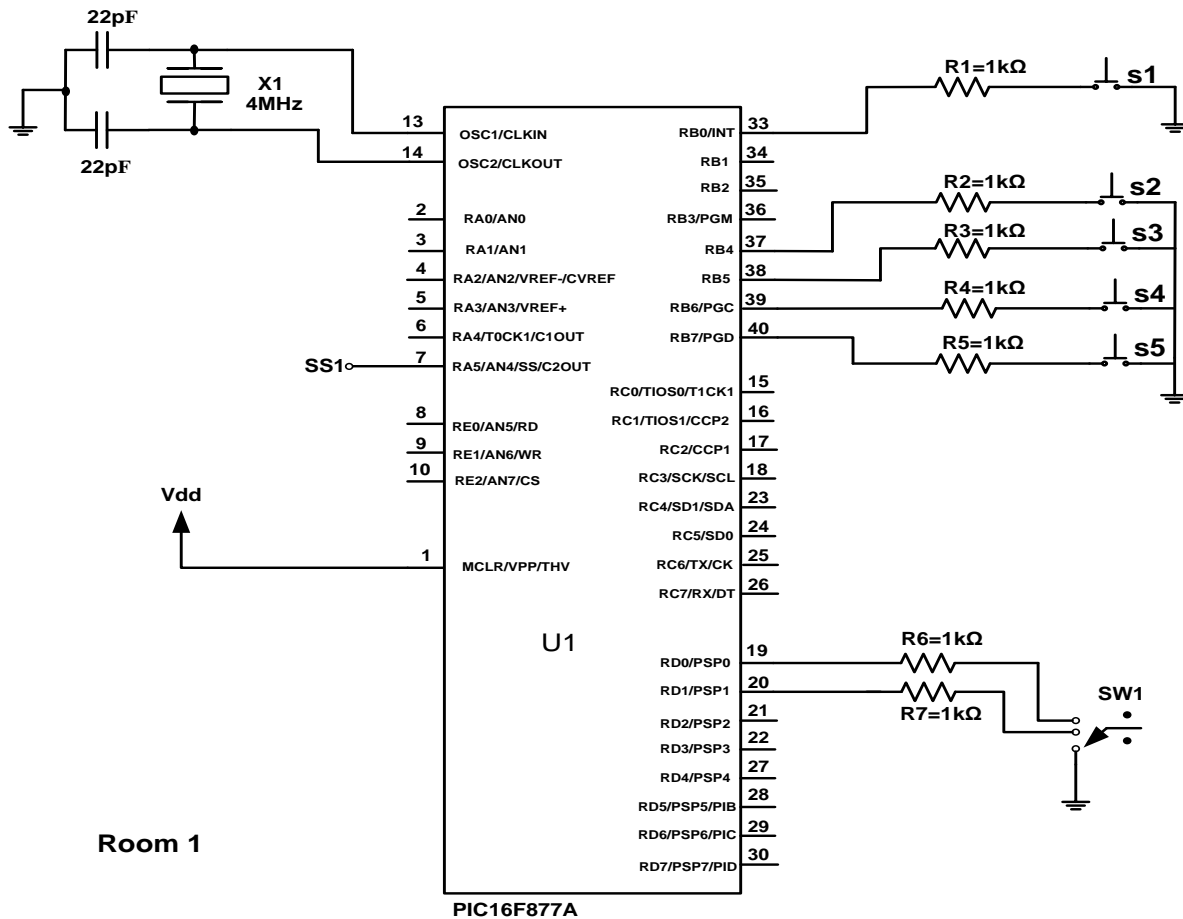 22pF
X1
4MHz
22pF
R1=1kΩ
s1
R2=1kΩ
s2
R3=1kΩ
s3
R4=1kΩ
s4
R5=1kΩ
s5
13
OSC1/CLKIN
14
OSC2/CLKOUT
2
RA0/AN0
3
RA1/AN1
4
RA2/AN2/VREF-/CVREF
5
RA3/AN3/VREF+
6
RA4/T0CK1/C1OUT
SS1
7
RA5/AN4/SS/C2OUT
8
RE0/AN5/RD
9
RE1/AN6/WR
10
RE2/AN7/CS
Vdd
1
MCLR/VPP/THV
U1
RB0/INT
33
RB1
34
RB2
35
RB3/PGM
36
RB4
37
RB5
38
RB6/PGC
39
RB7/PGD
40
RC0/TIOS0/T1CK1
15
RC1/TIOS1/CCP2
16
RC2/CCP1
17
RC3/SCK/SCL
18
RC4/SD1/SDA
23
RC5/SD0
24
RC6/TX/CK
25
RC7/RX/DT
26
RD0/PSP0
19
RD1/PSP1
20
RD2/PSP2
21
RD3/PSP3
22
RD4/PSP4
27
RD5/PSP5/PIB
28
RD6/PSP6/PIC
29
RD7/PSP7/PID
30
R6=1kΩ
R7=1kΩ
SW1
Room 1
PIC16F877A